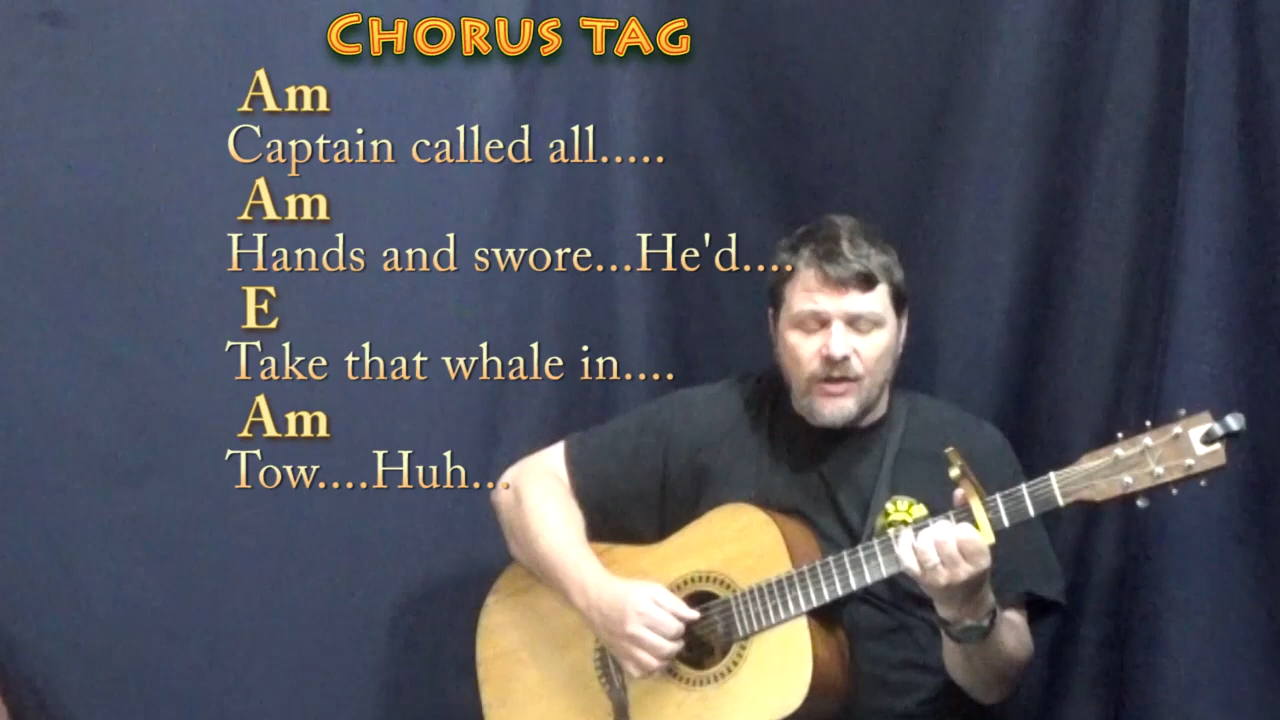 CHORUS TAG
Am
Captain called all.....
Am
Hands and swore...He'd....
E
Take that whale in....
Am
Tow....Huh...